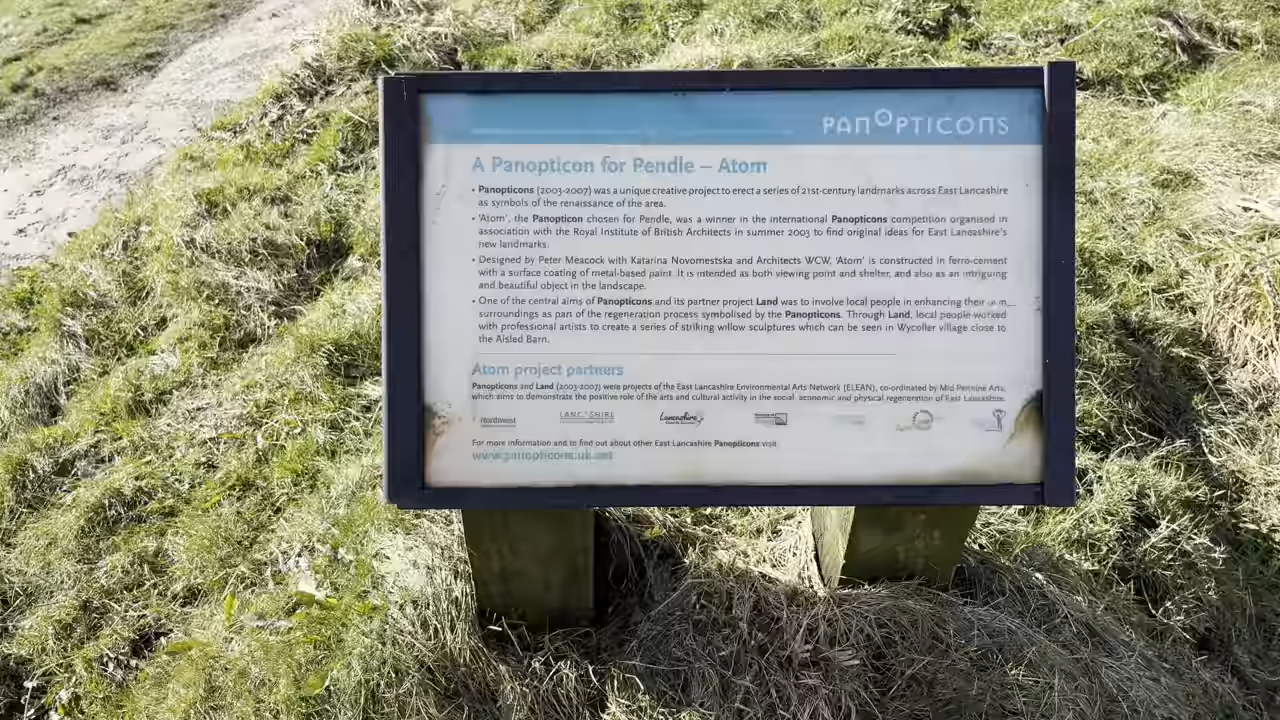 PANOPTICONS
A Panopticon for Pendle – Atom
• Panopticons (2003-2007) was a unique creative project to erect a series of 21st-century landmarks across East Lancashire
as symbols of the renaissance of the area.
• ‘Atom’, the Panopticon chosen for Pendle, was a winner in the international Panopticons competition organised in
association with the Royal Institute of British Architects in summer 2003 to find original ideas for East Lancashire’s
new landmarks.
• Designed by Peter Meacock with Katarina Novomestska and Architects WCW, ‘Atom’ is constructed in ferro-cement
with a surface coating of metal-based paint. It is intended as both viewing point and shelter, and also as an intriguing
and beautiful object in the landscape.
• One of the central aims of Panopticons and its partner project Land was to involve local people in enhancing their own
surroundings as part of the regeneration process symbolised by the Panopticons. Through Land, local people worked
with professional artists to create a series of striking willow sculptures which can be seen in Wycoller village close to
the Aisled Barn.
Atom project partners
Panopticons and Land (2003-2007) were projects of the East Lancashire Environmental Arts Network (ELEAN), co-ordinated by Mid Pennine Arts,
which aims to demonstrate the positive role of the arts and cultural activity in the social, economic and physical regeneration of East Lancashire.
northwest LANCASHIRE Lancashire
For more information and to find out about other East Lancashire Panopticons visit
www.panopticons.uk.net